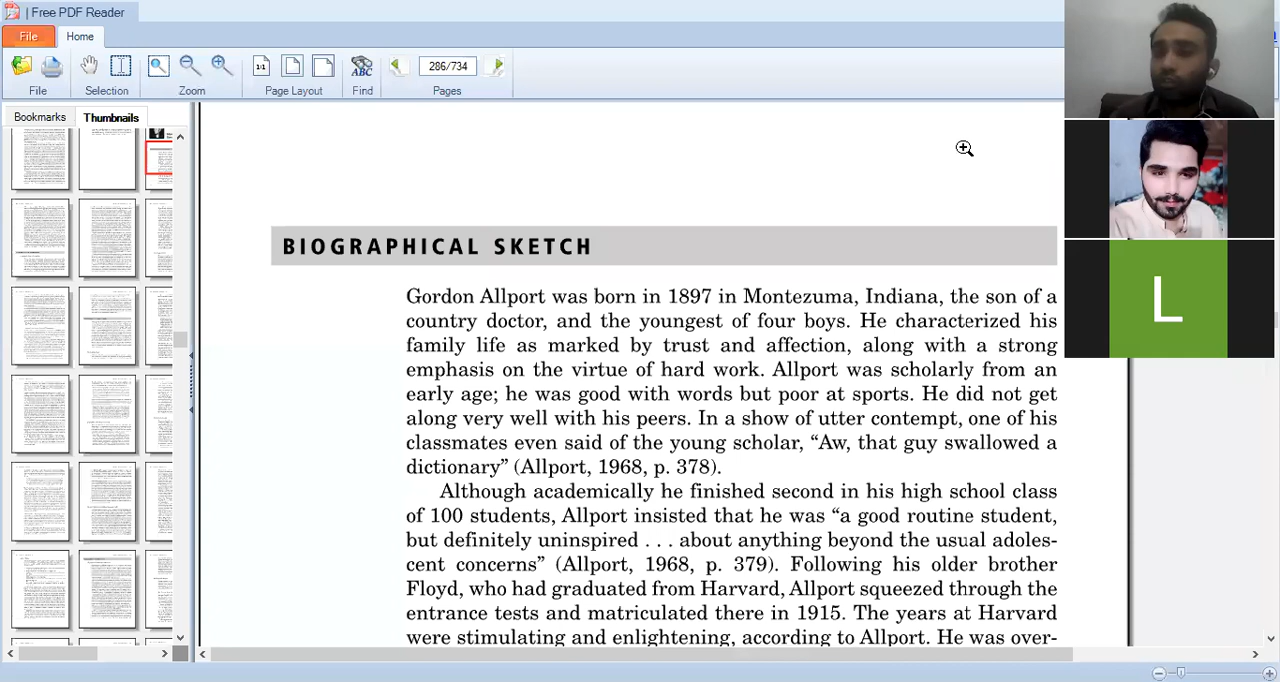 | Free PDF Reader
File
Home
1:1
ABC
286/734
File
Selection
Zoom
Page Layout
Find
Pages
Bookmarks
Thumbnails
BIOGRAPHICAL SKETCH
Gordon Allport was born in 1897 in Montezuma, Indiana, the son of a
country doctor and the youngest of four boys. He characterized his
family life as marked by trust and affection, along with a strong
emphasis on the virtue of hard work. Allport was scholarly from an
early age; he was good with words but poor at sports. He did not get
along very well with his peers. In a show of utter contempt, one of his
classmates even said of the young scholar, “Aw, that guy swallowed a
dictionary” (Allport, 1968, p. 378).
Although academically he finished second in his high school class
of 100 students, Allport insisted that he was “a good routine student,
but definitely uninspired . . . about anything beyond the usual adoles-
cent concerns” (Allport, 1968, p. 379). Following his older brother
Floyd, who had graduated from Harvard, Allport squeezed through the
entrance tests and matriculated there in 1915. The years at Harvard
were stimulating and enlightening, according to Allport. He was over-
L